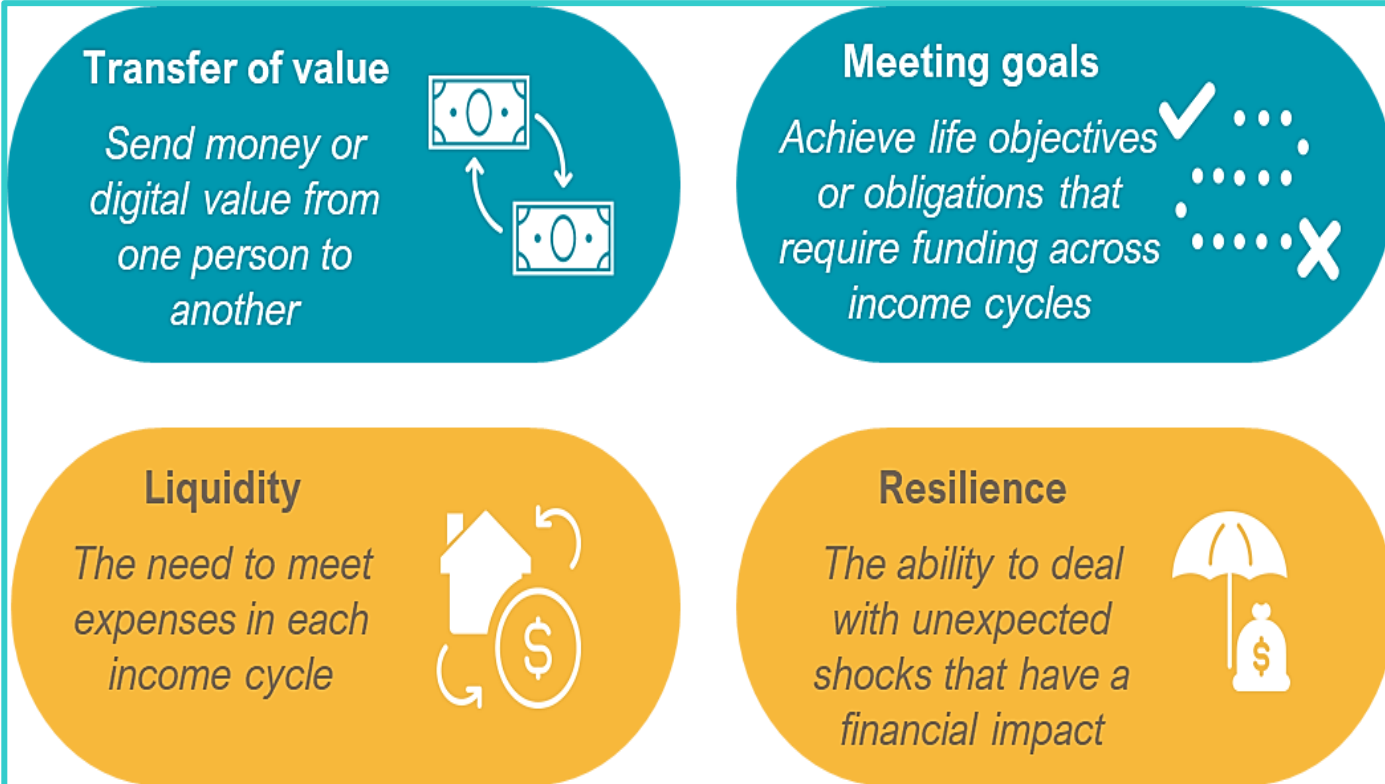 Transfer of value
Send money or
digital value from
one person to
another
Meeting goals
Achieve life objectives
or obligations that
require funding across
income cycles
Liquidity
The need to meet
expenses in each
income cycle
$
Resilience
The ability to deal
with unexpected
shocks that have a
financial impact
$